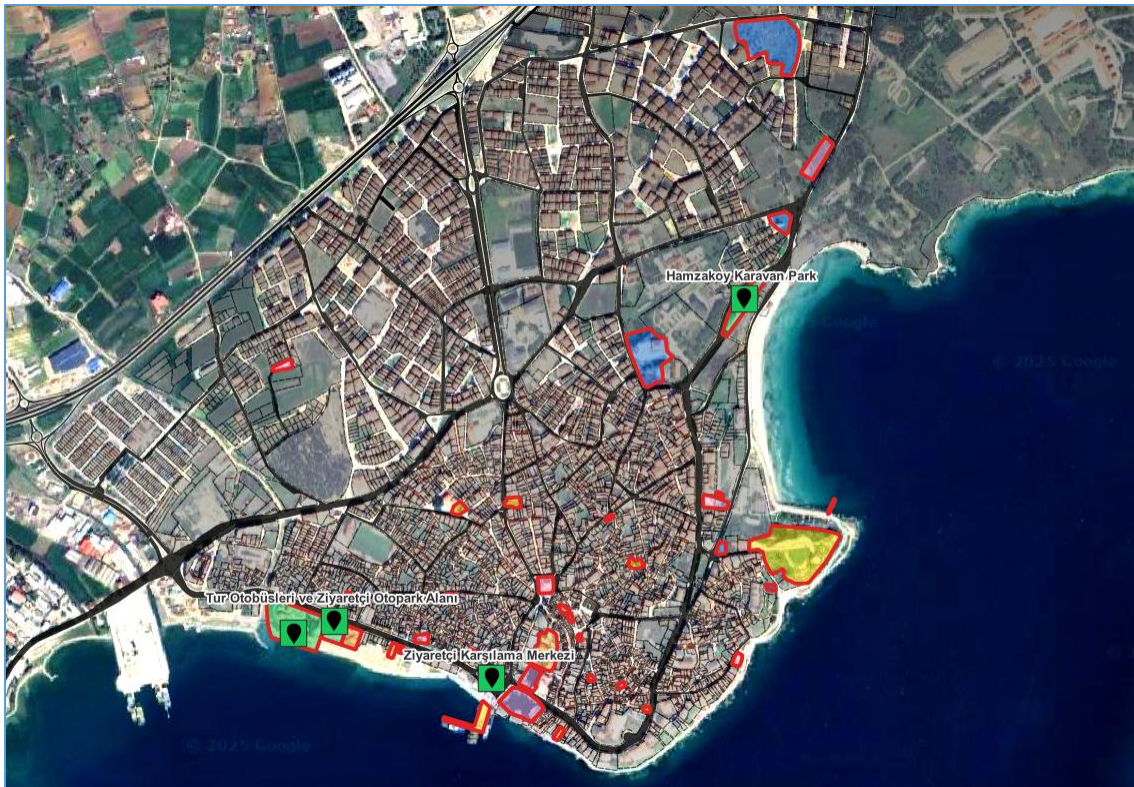 Hamzakoy Karavan Park
© 2025 Google
© 2025 Google
Tur Otobüsleri ve Ziyaretçi Otopark Alanı
Ziyaretçi Karşılama Merkezi
© 2025 Google